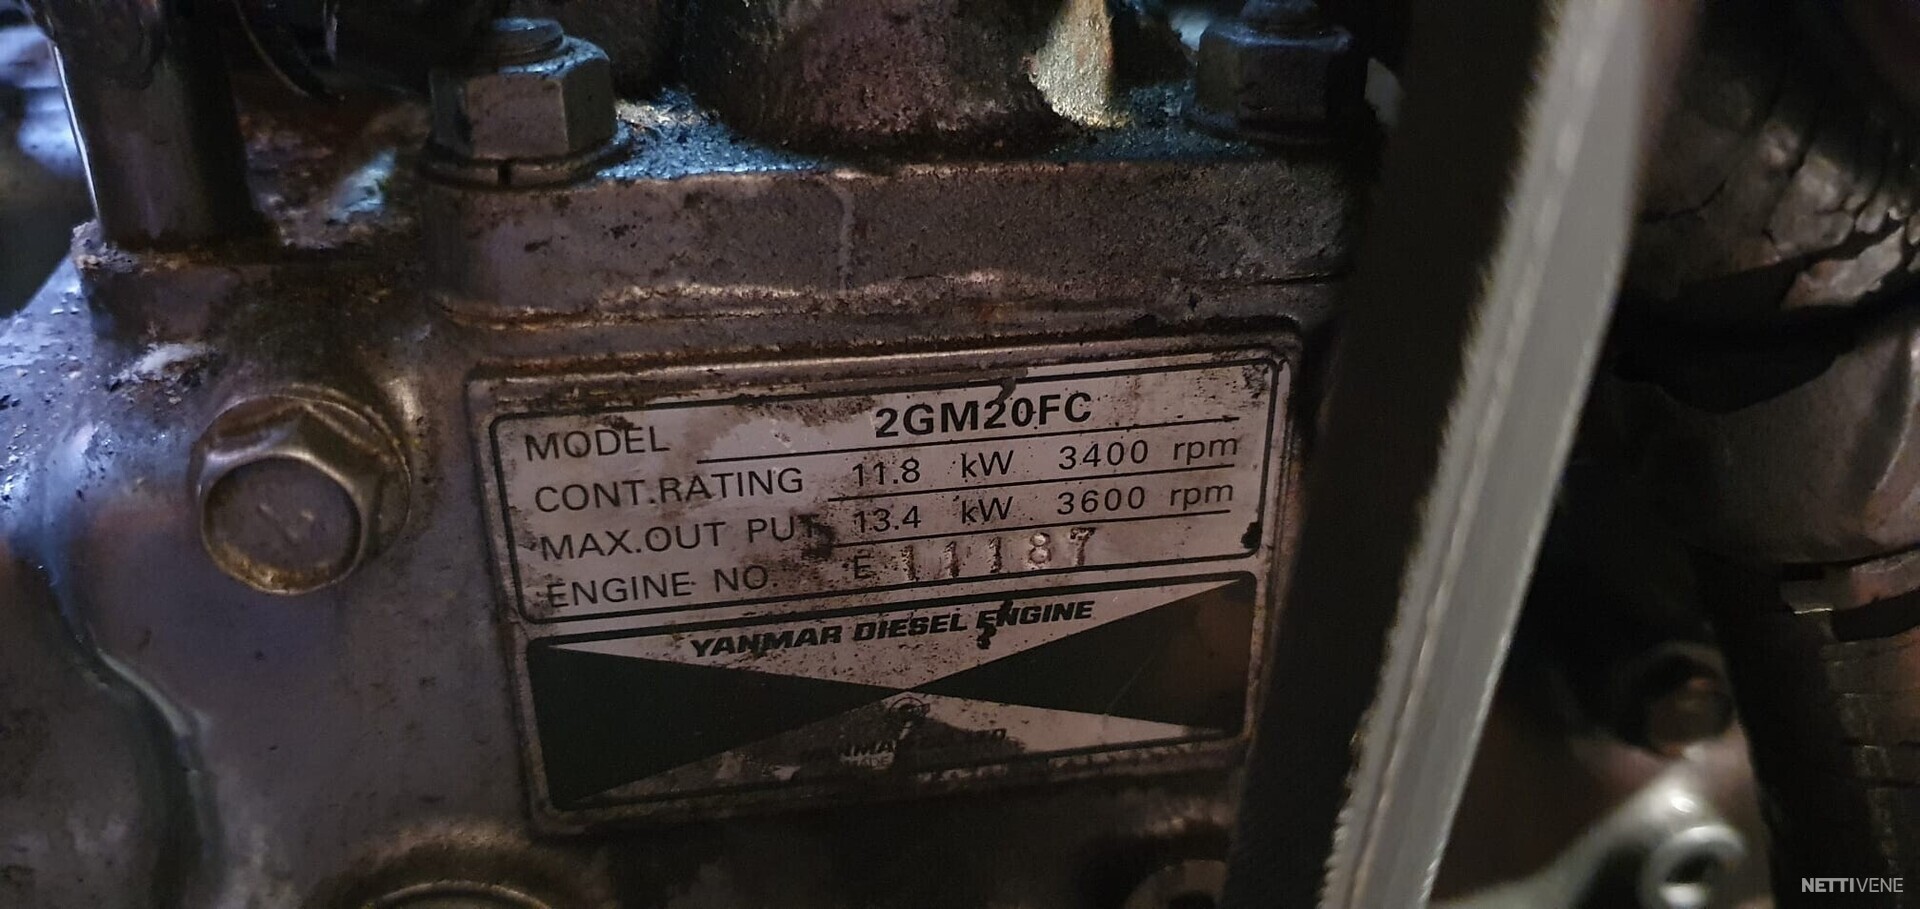 MODEL 2GM20FC
CONT.RATING 11.8 kW 3400 rpm
MAX.OUT PUT 13.4 kW 3600 rpm
ENGINE NO. E 11187
YANMAR DIESEL ENGINE
NETTIVENE